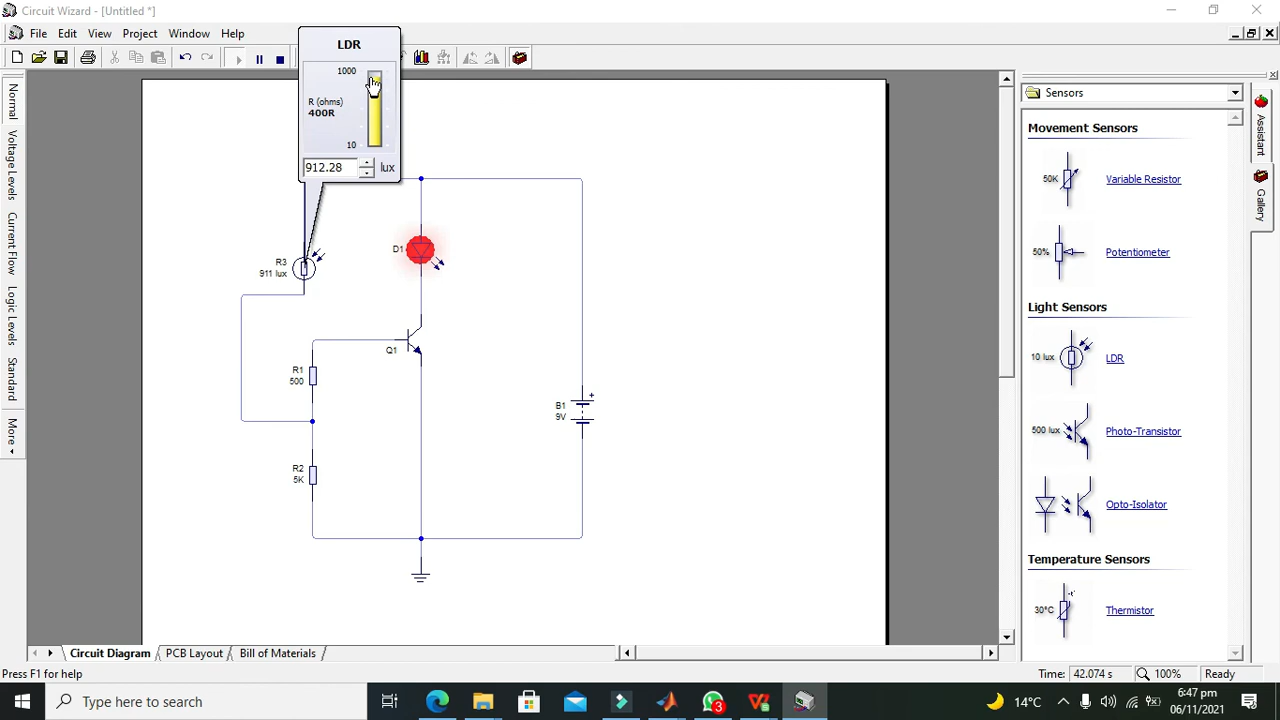 Circuit Wizard - [Untitled *]
File Edit View Project Window Help
LDR
1000
R (ohms)
400R
10
912.28 lux
Normal
Voltage Levels
Current Flow
Logic Levels
Standard
More
R3
911 lux
D1
Q1
R1
500
R2
5K
B1
9V
+
Sensors
Movement Sensors
50K Variable Resistor
50% Potentiometer
Light Sensors
10 lux LDR
500 lux Photo-Transistor
Opto-Isolator
Temperature Sensors
30°C Thermistor
Assistant
Gallery
Circuit Diagram PCB Layout Bill of Materials
Press F1 for help
Time: 42.074 s 100% Ready
Type here to search
3
14°C
6:47 pm
06/11/2021